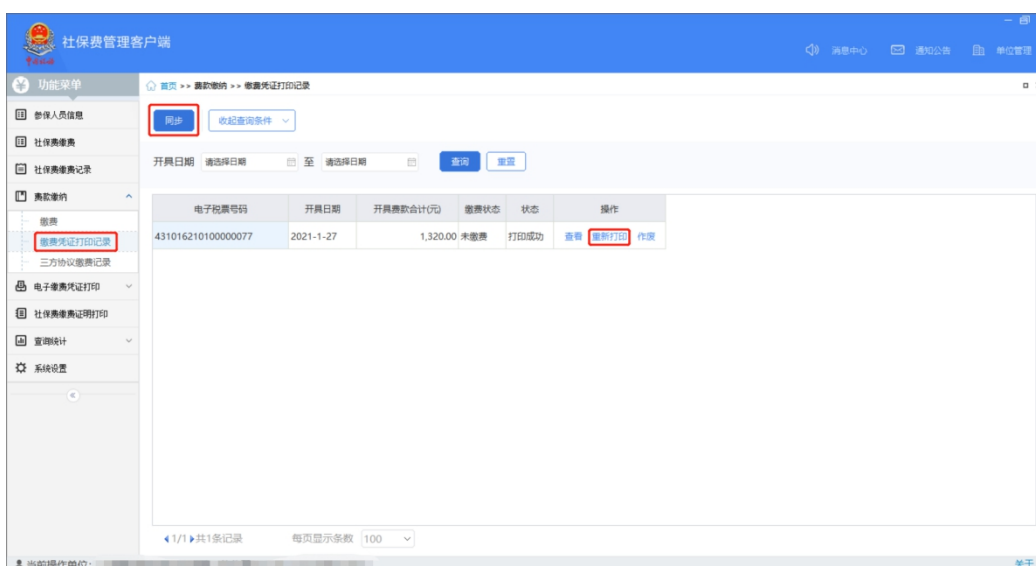 社保费管理客户端
消息中心 通知公告 单位管理
功能菜单
首页 >> 费款缴纳 >> 缴费凭证打印记录
参保人员信息
社保费缴费
社保费缴费记录
费款缴纳
缴费
缴费凭证打印记录
三方协议缴费记录
电子缴费凭证打印
社保费缴费证明打印
查询统计
系统设置
同步 收起查询条件
开具日期 请选择日期 至 请选择日期 查询 重置
电子税票号码 开具日期 开具费款合计(元) 缴费状态 状态 操作
431016210100000077 2021-1-27 1,320.00 未缴费 打印成功 查看 重新打印 作废
1/1 共1条记录 每页显示条数 100
当前操作单位: 关于